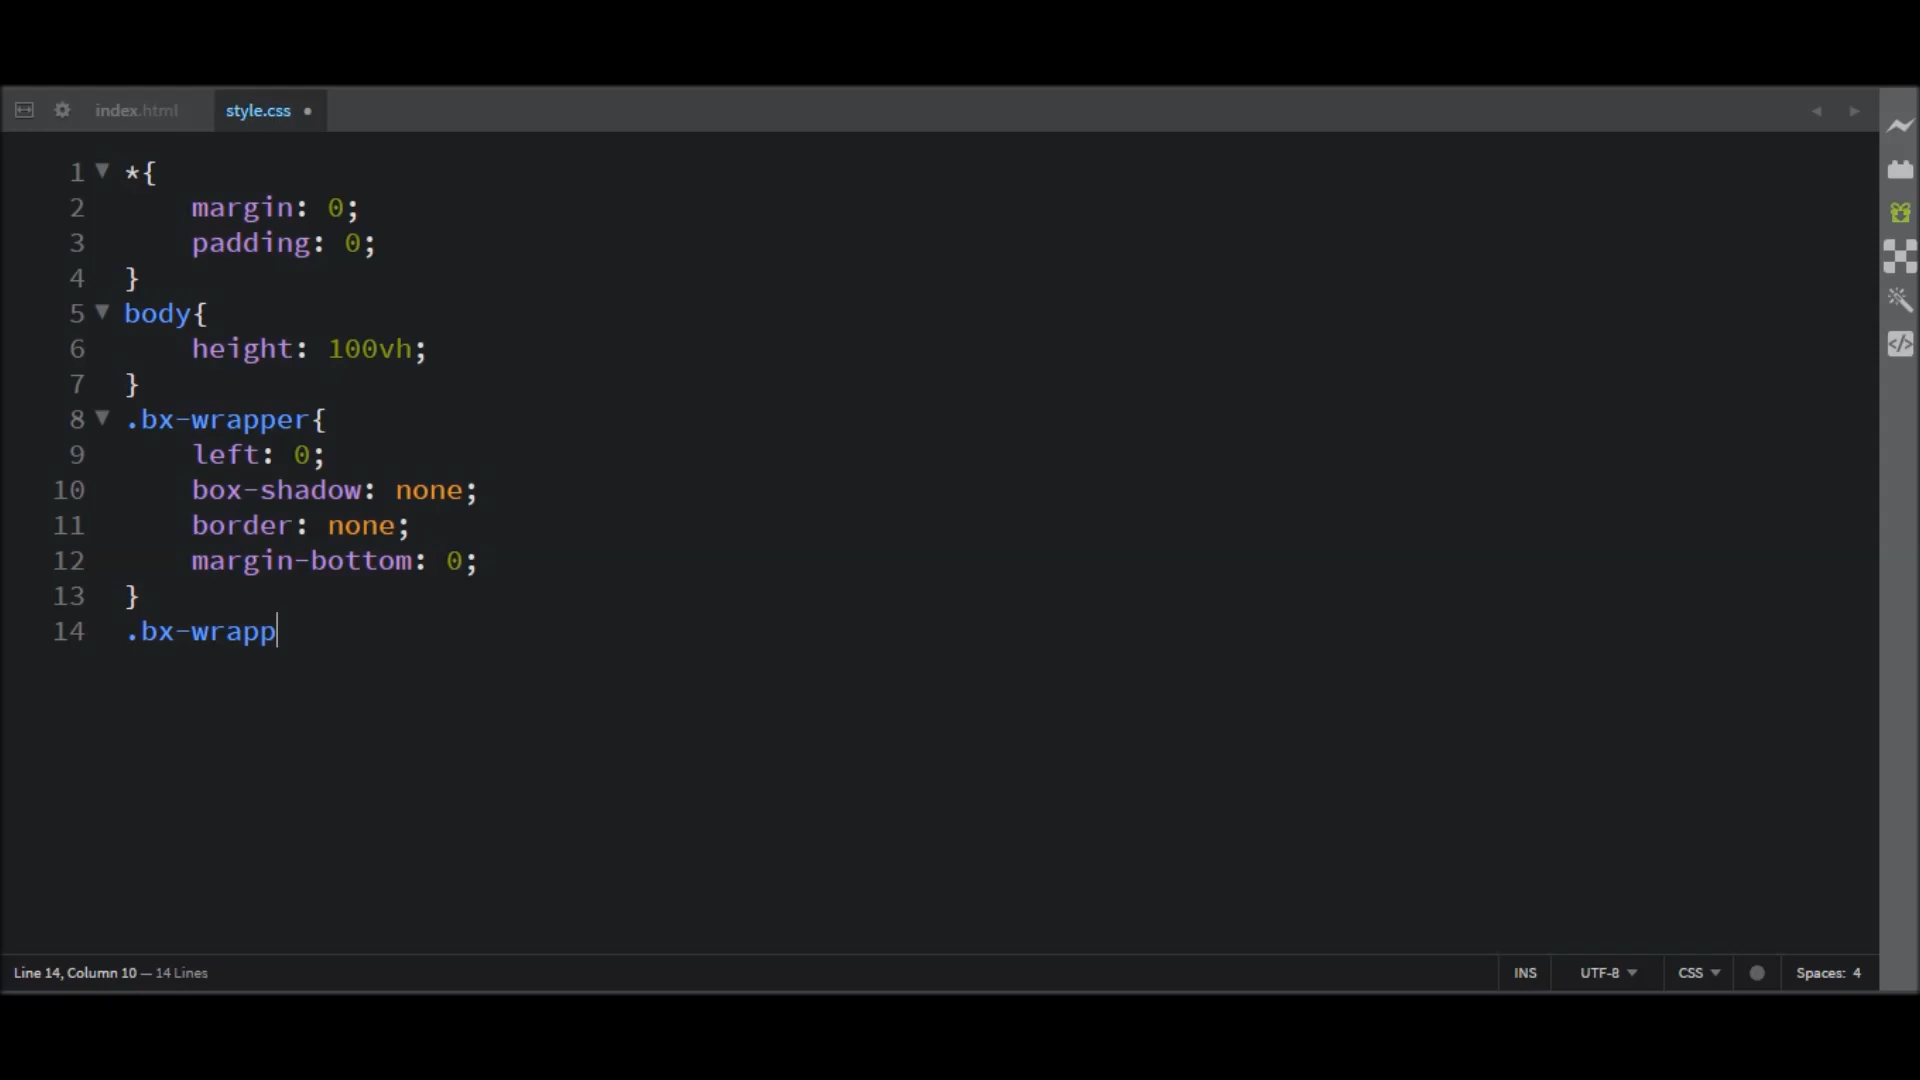 index.html style.css
1 *{
2 margin: 0;
3 padding: 0;
4 }
5 body{
6 height: 100vh;
7 }
8 .bx-wrapper{
9 left: 0;
10 box-shadow: none;
11 border: none;
12 margin-bottom: 0;
13 }
14 .bx-wrapp
Line 14, Column 10 — 14 Lines INS UTF-8 CSS Spaces: 4